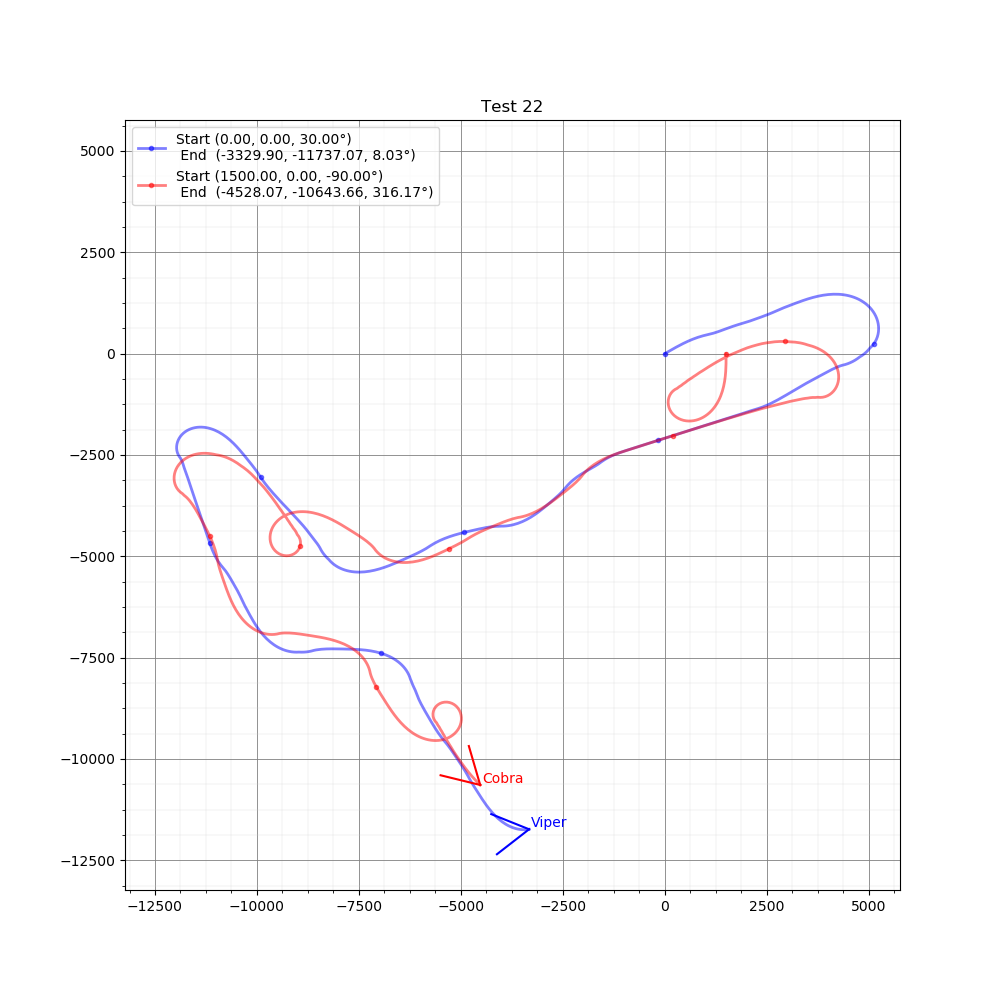 Test 22
Start (0.00, 0.00, 30.00°)
End (-3329.90, -11737.07, 8.03°)
Start (1500.00, 0.00, -90.00°)
End (-4528.07, -10643.66, 316.17°)
5000
2500
0
−2500
−5000
−7500
−10000
−12500
Cobra
Viper
−12500 −10000 −7500 −5000 −2500 0 2500 5000